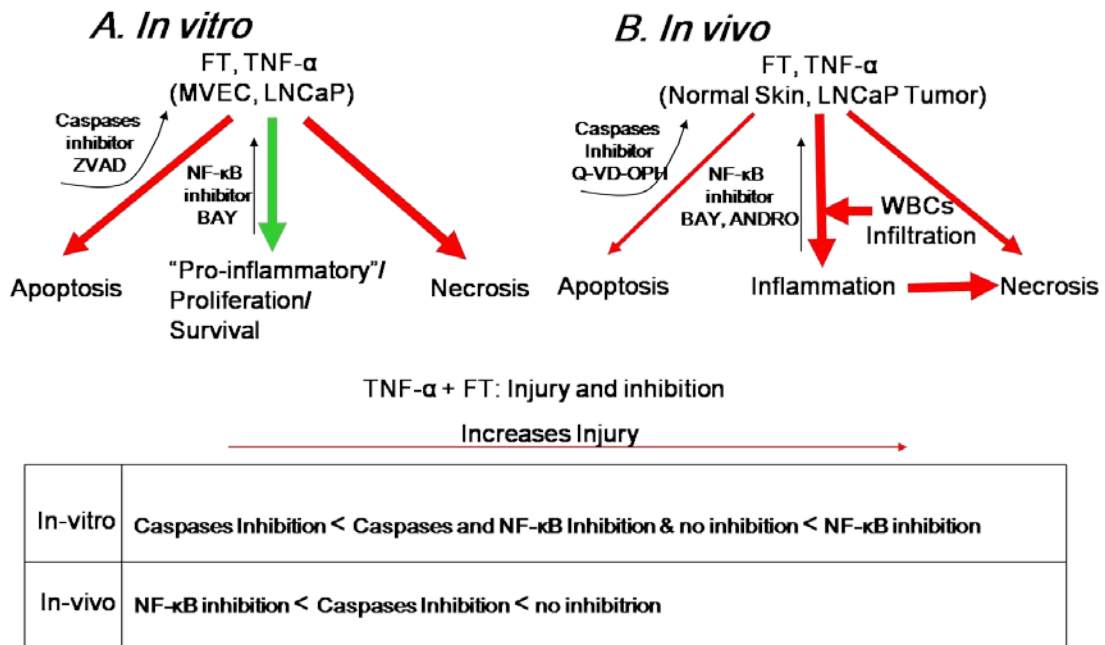 A. In vitro
FT, TNF-α
(MVEC, LNCaP)
Caspases
inhibitor
ZVAD
NF-κB
inhibitor
BAY
Apoptosis
“Pro-inflammatory”/
Proliferation/
Survival
Necrosis
B. In vivo
FT, TNF-α
(Normal Skin, LNCaP Tumor)
Caspases
Inhibitor
Q-VD-OPH
NF-κB
inhibitor
BAY, ANDRO
WBCs
Infiltration
Apoptosis
Inflammation
Necrosis
TNF-α + FT: Injury and inhibition
Increases Injury
In-vitro
Caspases Inhibition < Caspases and NF-κB Inhibition & no inhibition < NF-κB inhibition
In-vivo
NF-κB inhibition < Caspases Inhibition < no inhibitrion